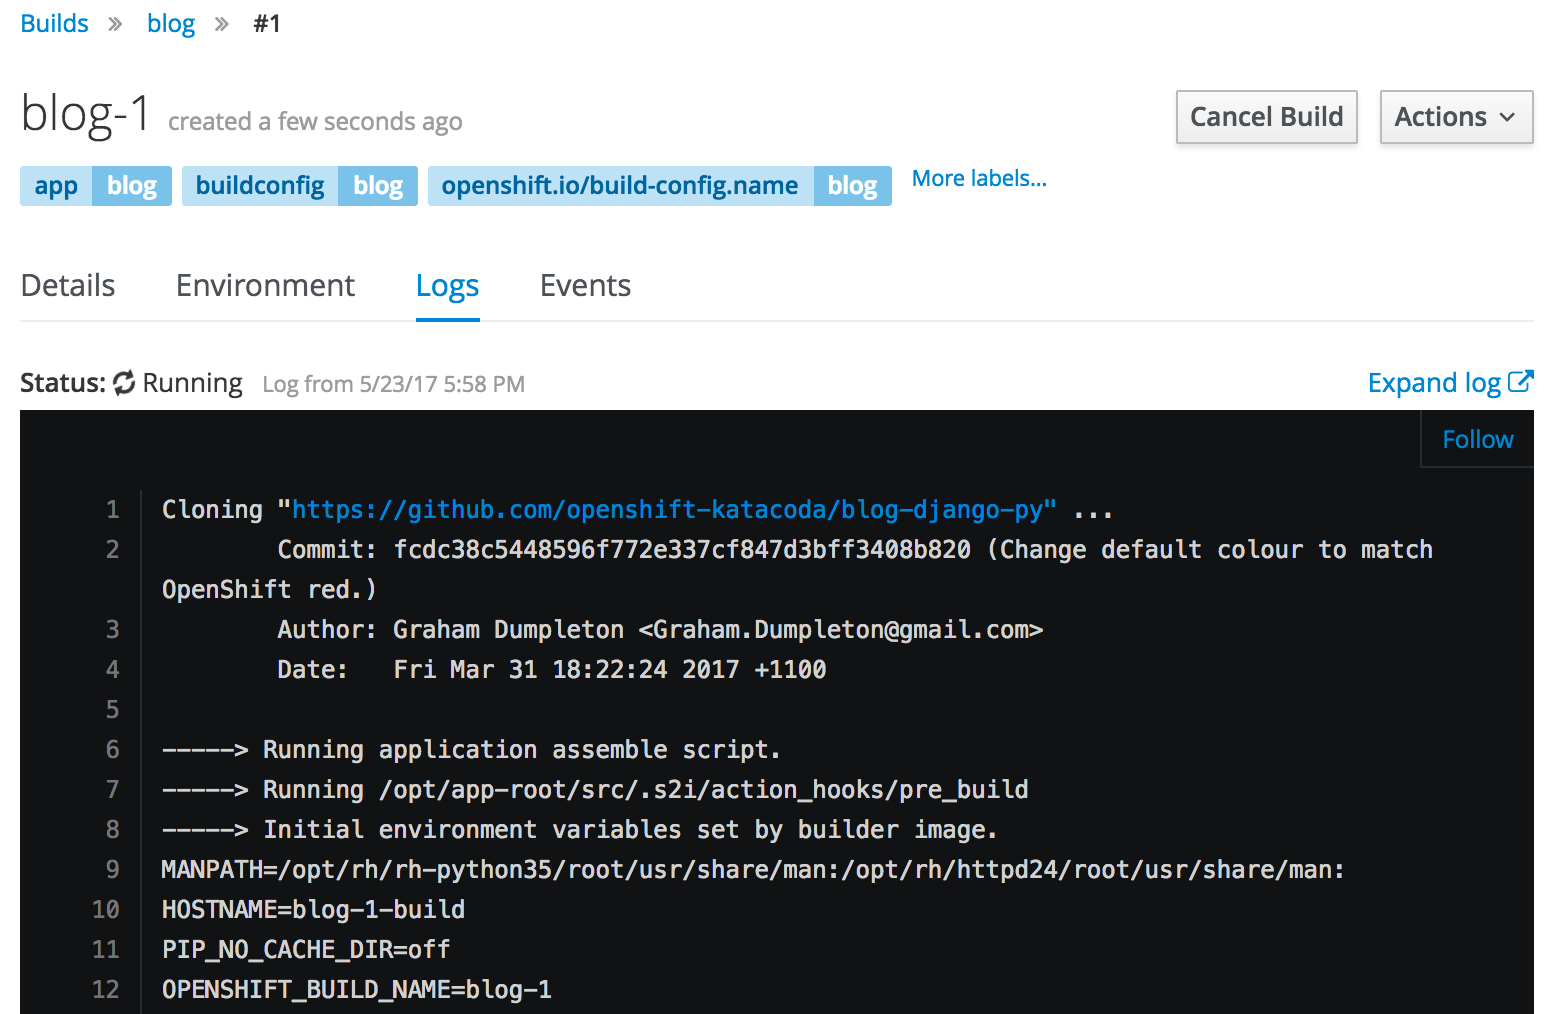 Builds » blog » #1
blog-1 created a few seconds ago Cancel Build Actions
app blog buildconfig blog openshift.io/build-config.name blog More labels...
Details Environment Logs Events
Status: Running Log from 5/23/17 5:58 PM Expand log
Follow
1 Cloning "https://github.com/openshift-katacoda/blog-django-py" ...
2 Commit: fcdc38c5448596f772e337cf847d3bff3408b820 (Change default colour to match
OpenShift red.)
3 Author: Graham Dumpleton <Graham.Dumpleton@gmail.com>
4 Date: Fri Mar 31 18:22:24 2017 +1100
5
6 -----> Running application assemble script.
7 -----> Running /opt/app-root/src/.s2i/action_hooks/pre_build
8 -----> Initial environment variables set by builder image.
9 MANPATH=/opt/rh/rh-python35/root/usr/share/man:/opt/rh/httpd24/root/usr/share/man:
10 HOSTNAME=blog-1-build
11 PIP_NO_CACHE_DIR=off
12 OPENSHIFT_BUILD_NAME=blog-1